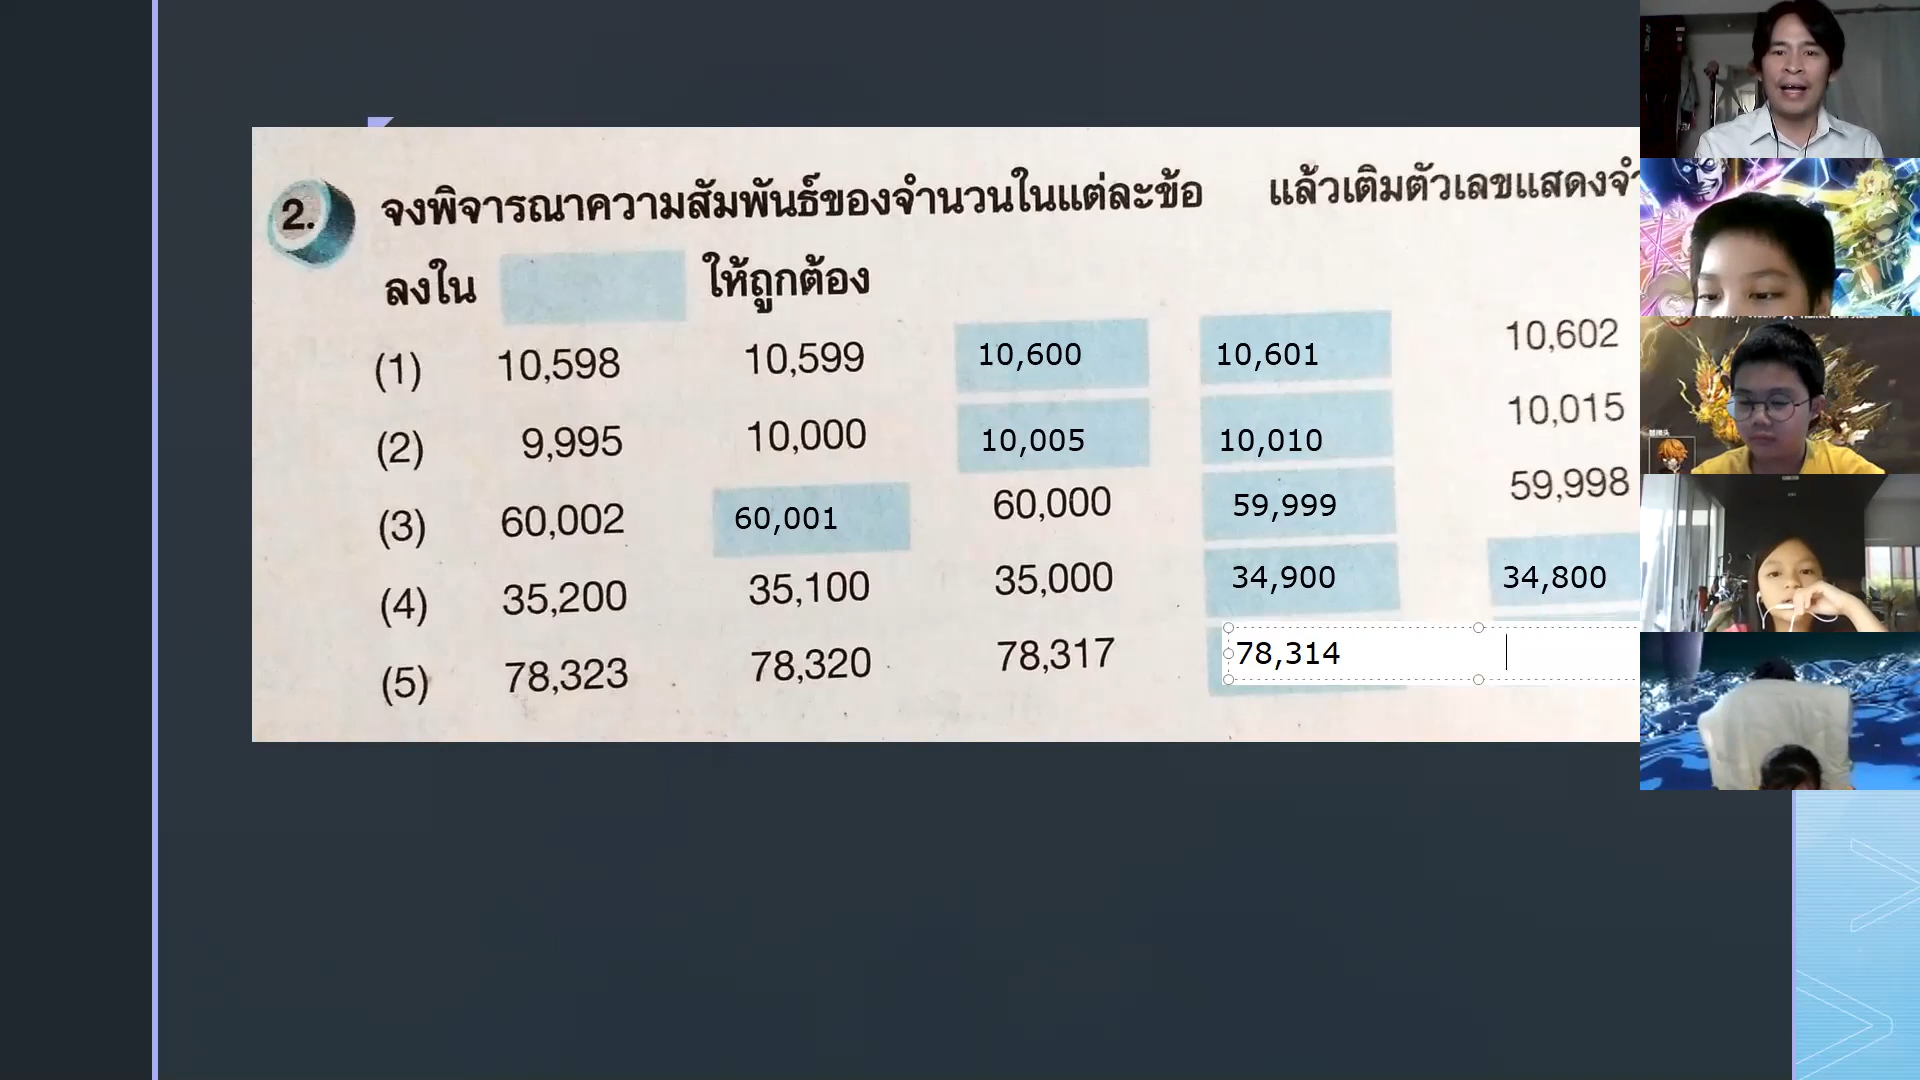 2. จงพิจารณาความสัมพันธ์ของจำนวนในแต่ละข้อ แล้วเติมตัวเลขแสดงจำ
ลงใน ให้ถูกต้อง
(1) 10,598 10,599 10,600 10,601 10,602
(2) 9,995 10,000 10,005 10,010 10,015
(3) 60,002 60,001 60,000 59,999 59,998
(4) 35,200 35,100 35,000 34,900 34,800
(5) 78,323 78,320 78,317 78,314